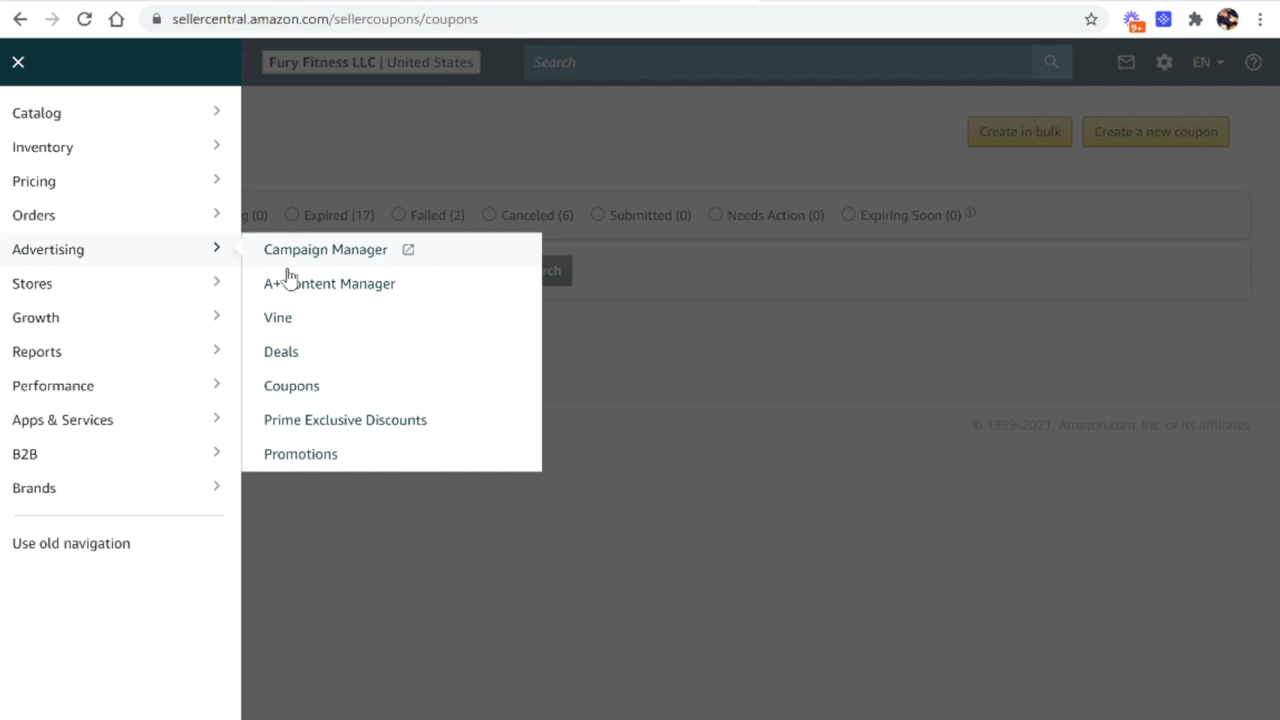 sellercentral.amazon.com/sellercoupons/coupons
9+
Fury Fitness LLC | United States
Search
EN
Catalog
Inventory
Pricing
Orders
Advertising
Stores
Growth
Reports
Performance
Apps & Services
B2B
Brands
Use old navigation
Campaign Manager
A+ Content Manager
Vine
Deals
Coupons
Prime Exclusive Discounts
Promotions
Create in bulk
Create a new coupon
g (0) Expired (17) Failed (2) Canceled (6) Submitted (0) Needs Action (0) Expiring Soon (0)
rch
© 1999-2021, Amazon.com, Inc. or its affiliates